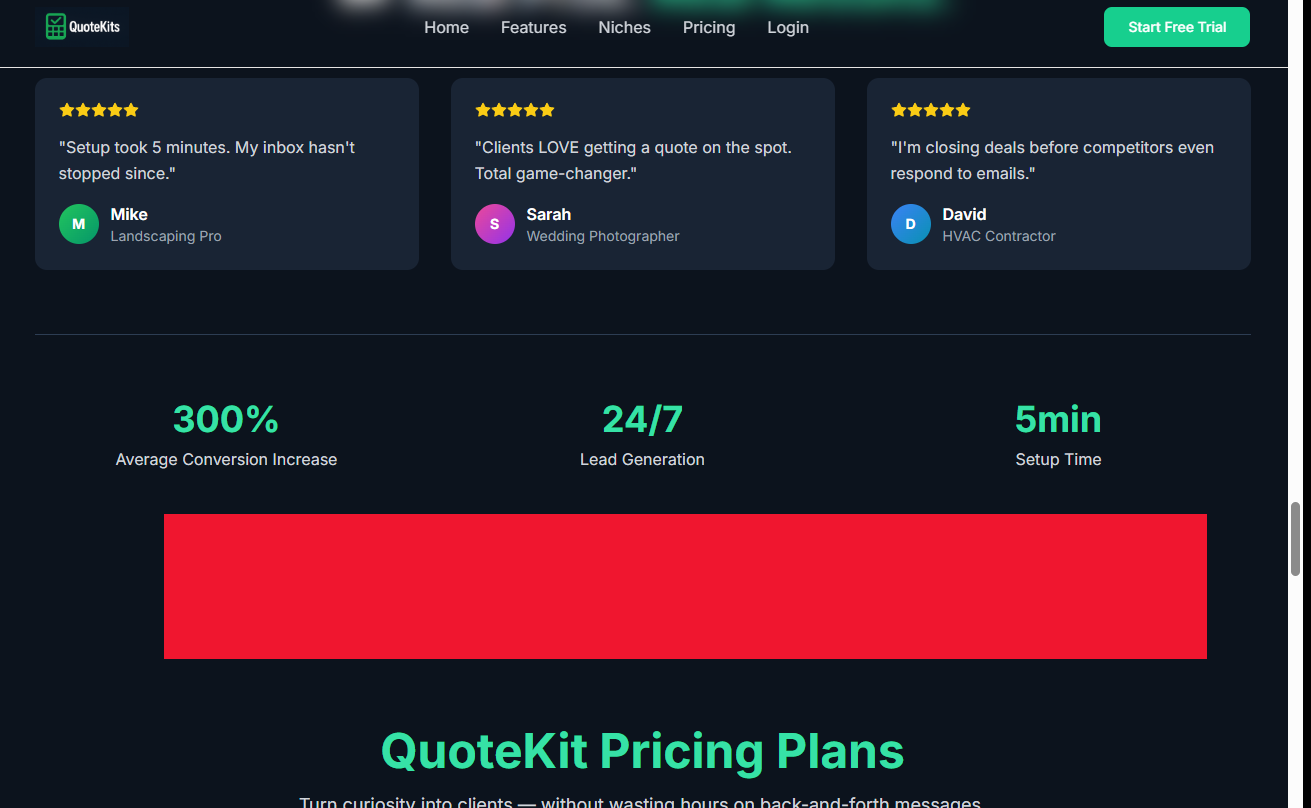 QuoteKits
Home Features Niches Pricing Login
Start Free Trial
"Setup took 5 minutes. My inbox hasn't
stopped since."
M
Mike
Landscaping Pro
"Clients LOVE getting a quote on the spot.
Total game-changer."
S
Sarah
Wedding Photographer
"I'm closing deals before competitors even
respond to emails."
D
David
HVAC Contractor
300%
Average Conversion Increase
24/7
Lead Generation
5min
Setup Time
QuoteKit Pricing Plans
Turn curiosity into clients — without wasting hours on back-and-forth messages